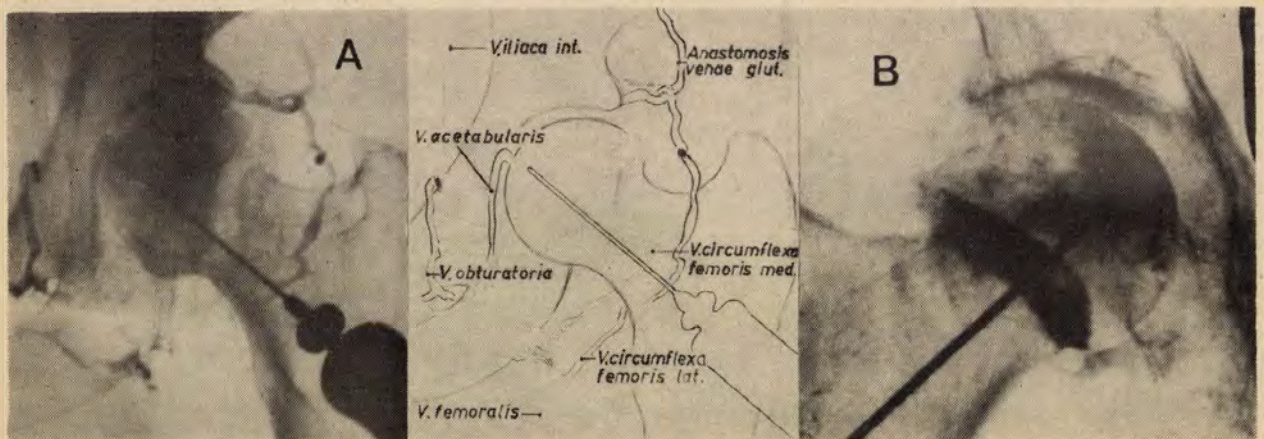 A
V.iliaca int.
Anastomosis
venae glut.
V.acetabularis
V.obturatoria
V.circumflexa
femoris med.
V.circumflexa
femoris lat.
V.femoralis
B